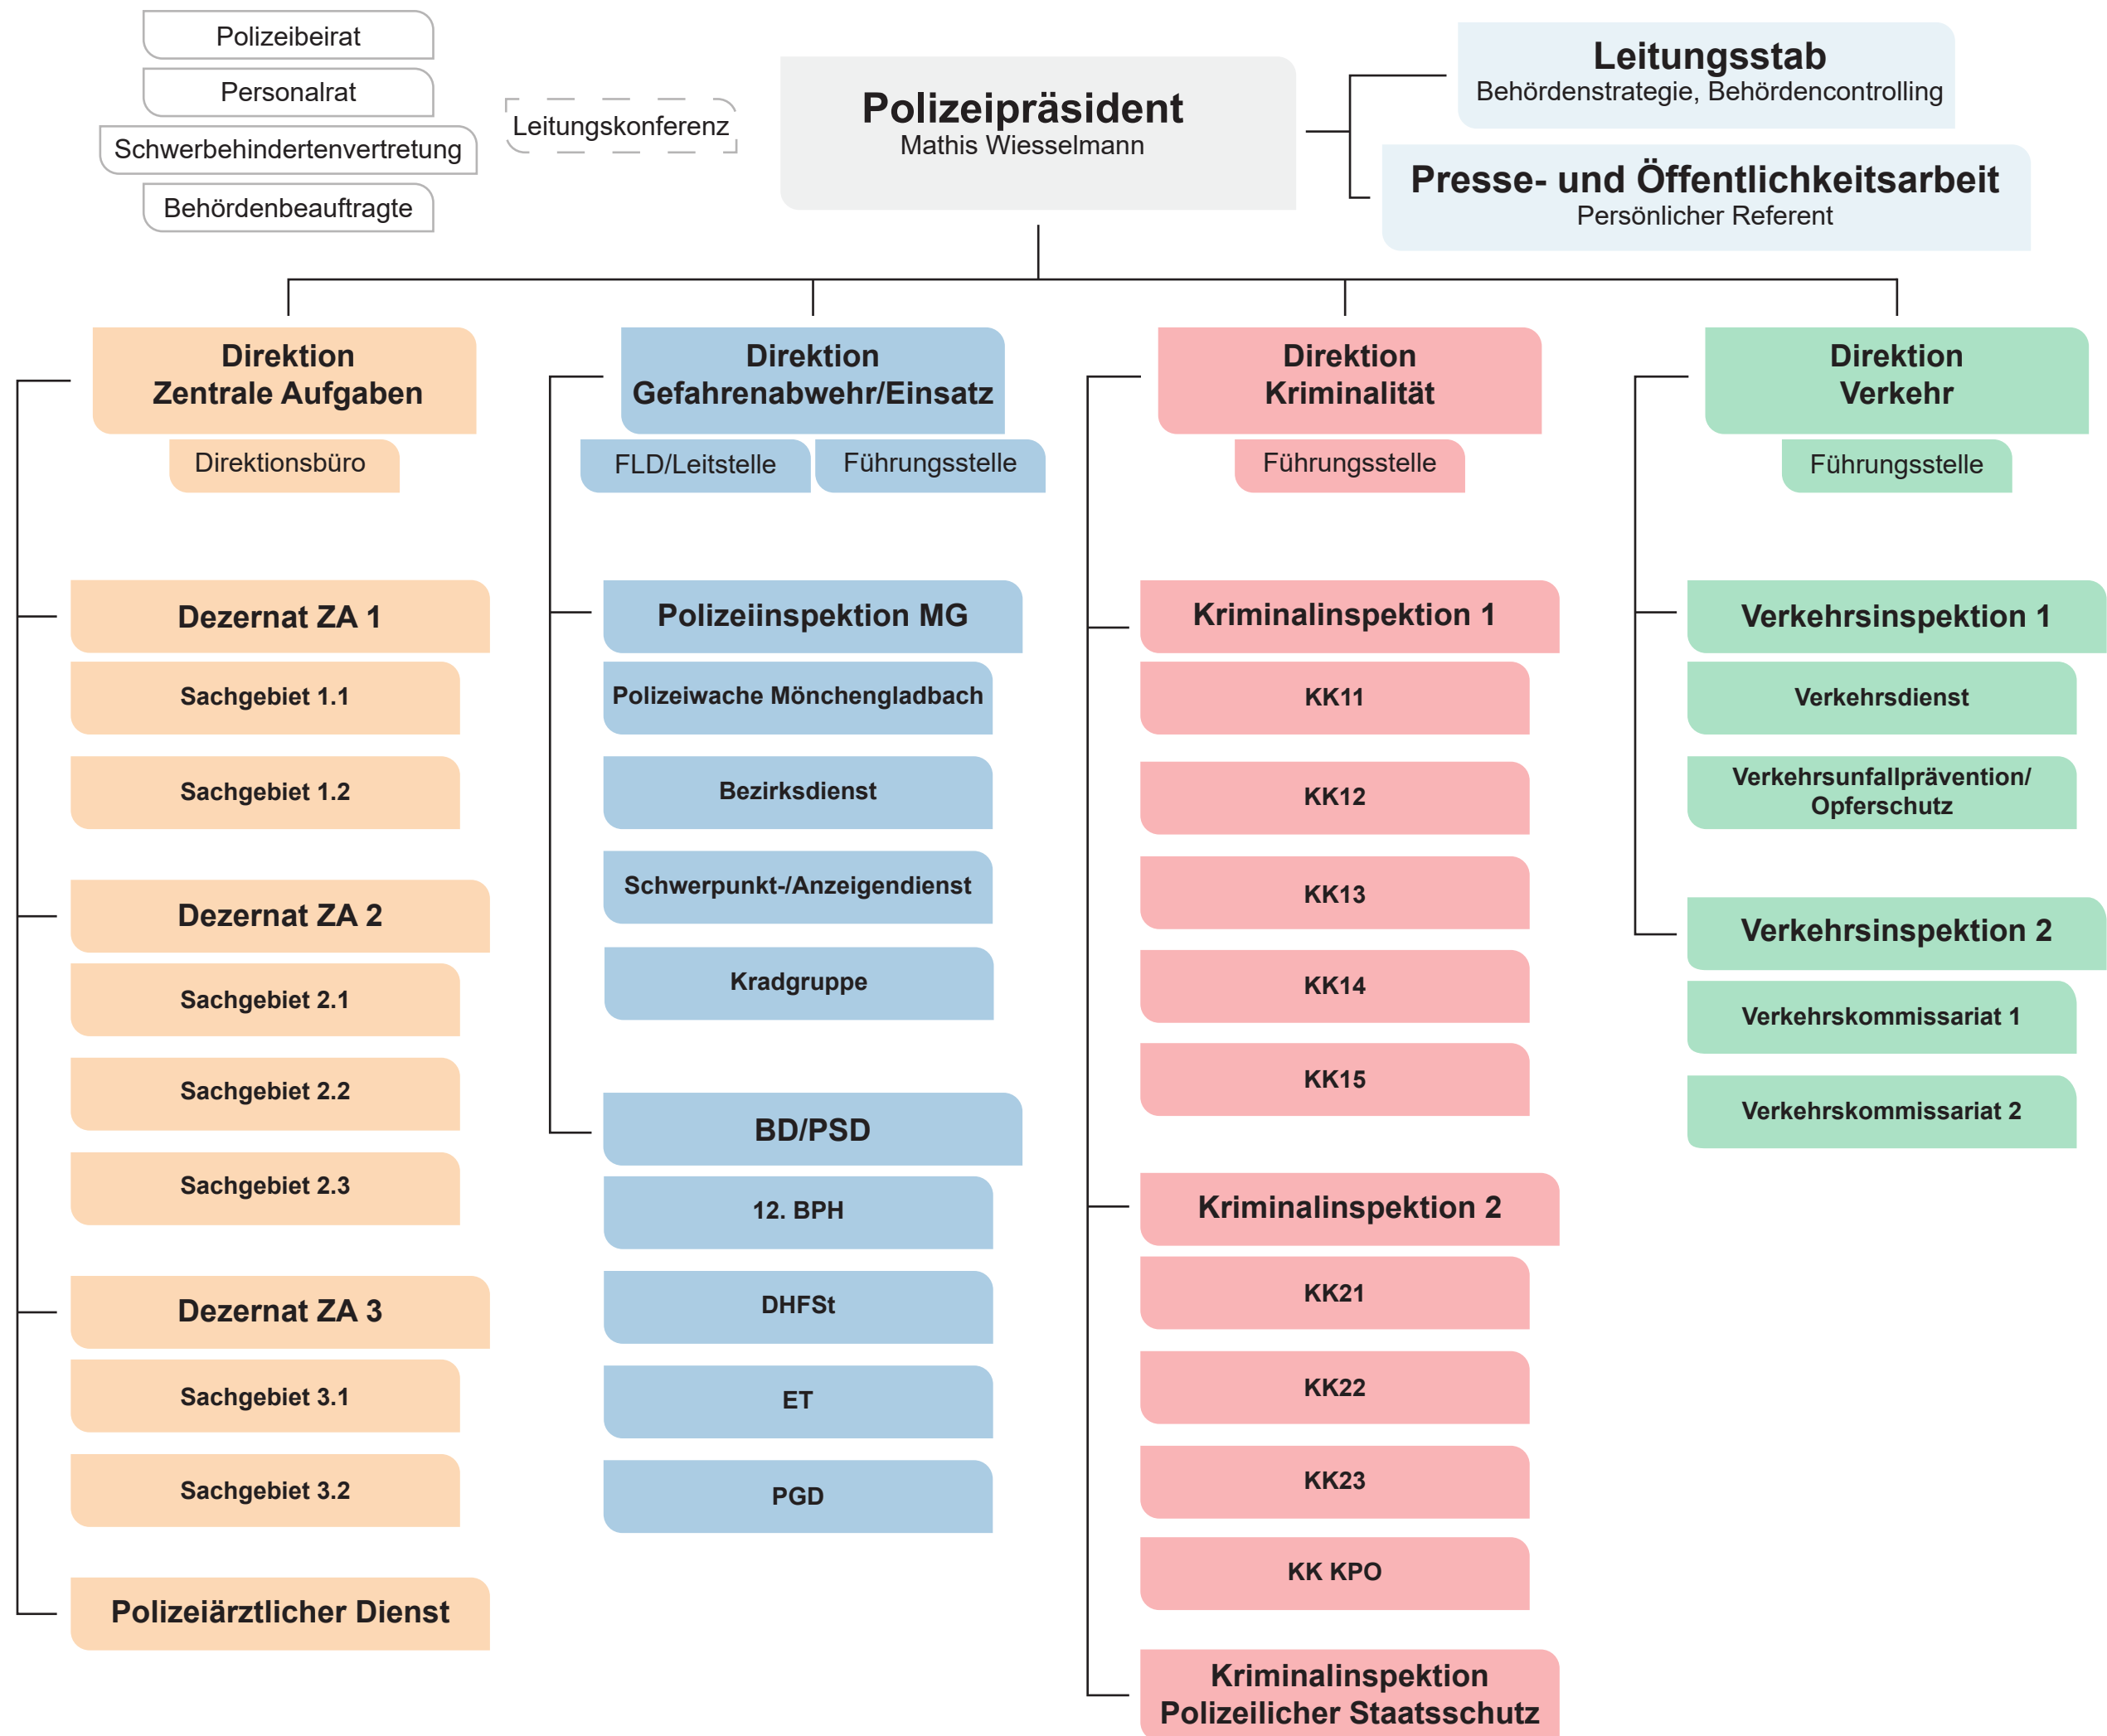 Polizeibeirat
Personalrat
Schwerbehindertenvertretung
Behördenbeauftragte
Leitungskonferenz
Polizeipräsident
Mathis Wiesselmann
Leitungsstab
Behördenstrategie, Behördencontrolling
Presse- und Öffentlichkeitsarbeit
Persönlicher Referent
Direktion
Zentrale Aufgaben
Direktionsbüro
Dezernat ZA 1
Sachgebiet 1.1
Sachgebiet 1.2
Dezernat ZA 2
Sachgebiet 2.1
Sachgebiet 2.2
Sachgebiet 2.3
Dezernat ZA 3
Sachgebiet 3.1
Sachgebiet 3.2
Polizeiärztlicher Dienst
Direktion
Gefahrenabwehr/Einsatz
FLD/Leitstelle
Führungsstelle
Polizeiinspektion MG
Polizeiwache Mönchengladbach
Bezirksdienst
Schwerpunkt-/Anzeigendienst
Kradgruppe
BD/PSD
12. BPH
DHFSt
ET
PGD
Direktion
Kriminalität
Führungsstelle
Kriminalinspektion 1
KK11
KK12
KK13
KK14
KK15
Kriminalinspektion 2
KK21
KK22
KK23
KK KPO
Kriminalinspektion
Polizeilicher Staatsschutz
Direktion
Verkehr
Führungsstelle
Verkehrsinspektion 1
Verkehrsdienst
Verkehrsunfallprävention/
Opferschutz
Verkehrsinspektion 2
Verkehrskommissariat 1
Verkehrskommissariat 2